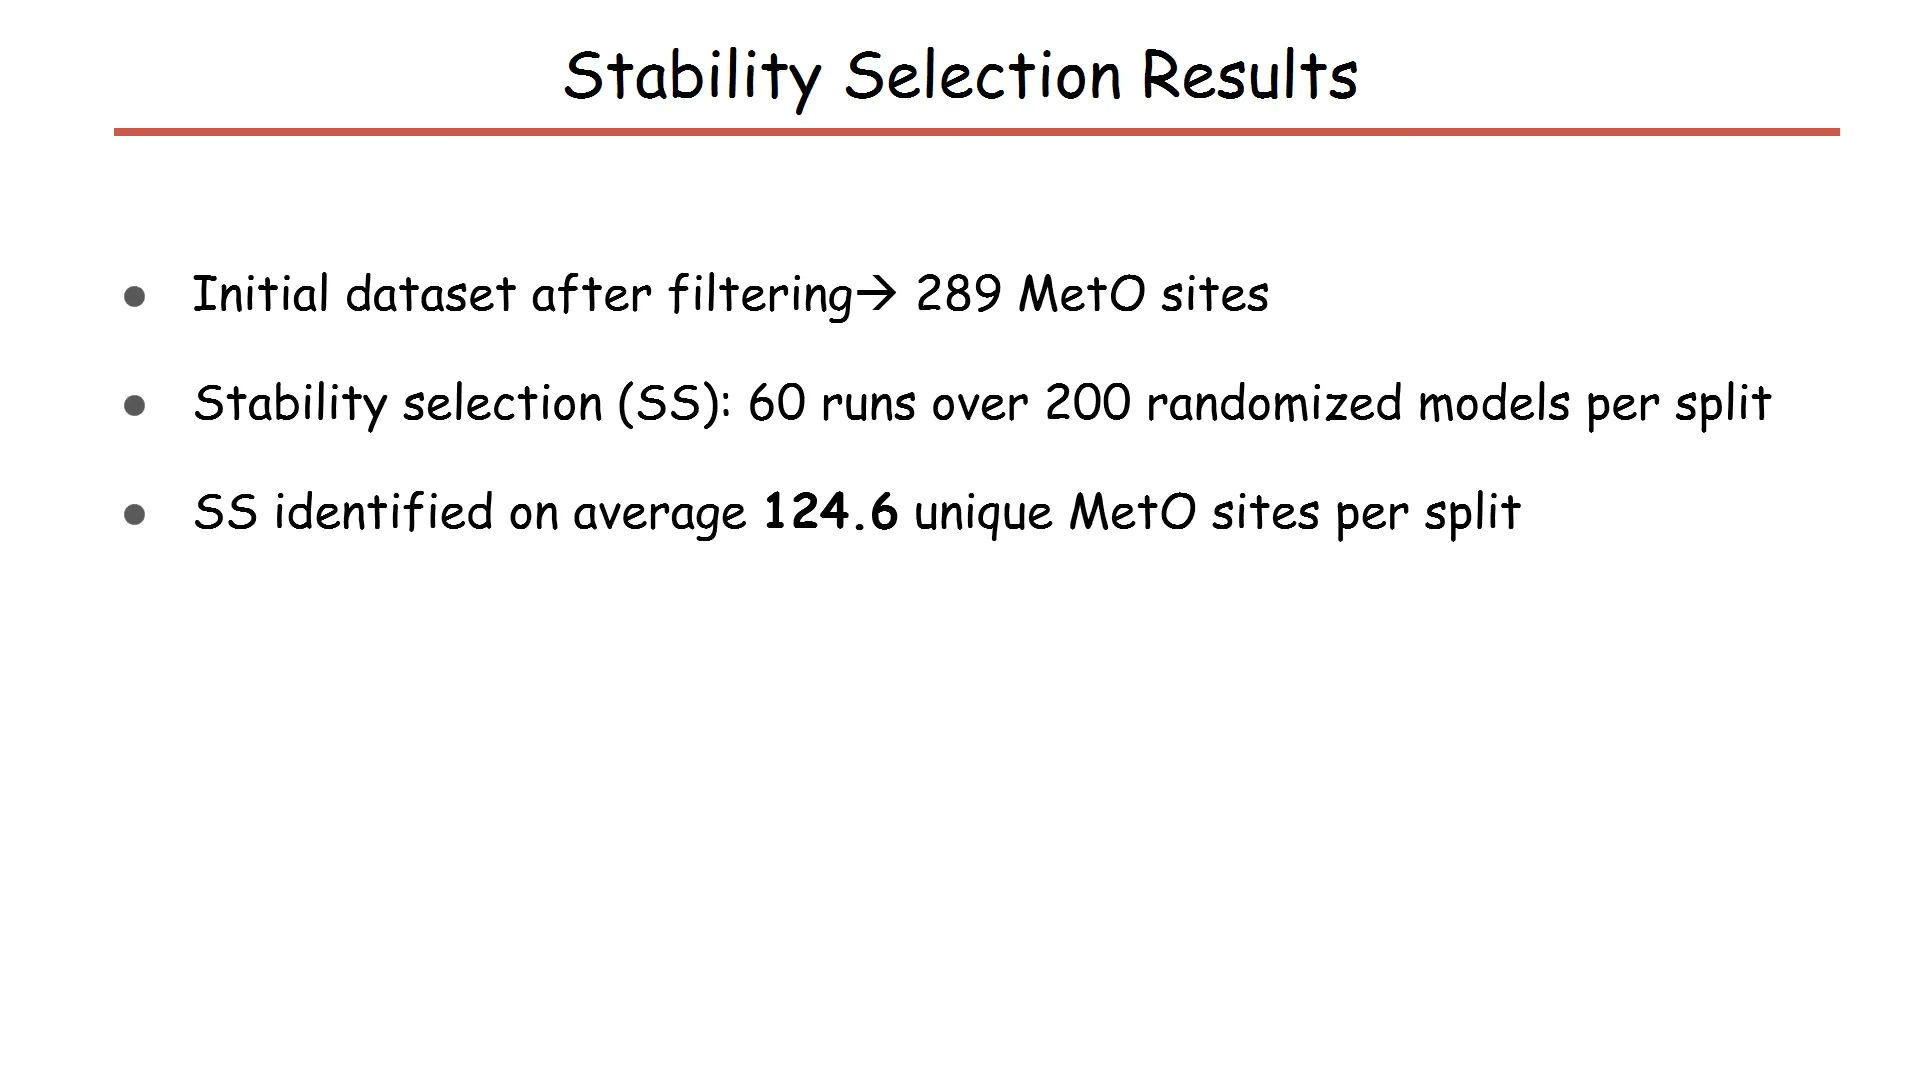 Stability Selection Results
● Initial dataset after filtering→ 289 MetO sites
● Stability selection (SS): 60 runs over 200 randomized models per split
● SS identified on average 124.6 unique MetO sites per split